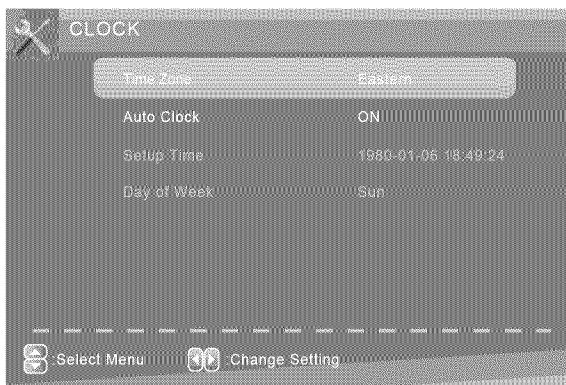 CLOCK
Time Zone Eastern
Auto Clock ON
Setup Time 1980-01-06 18:49:24
Day of Week Sun
:Select Menu :Change Setting